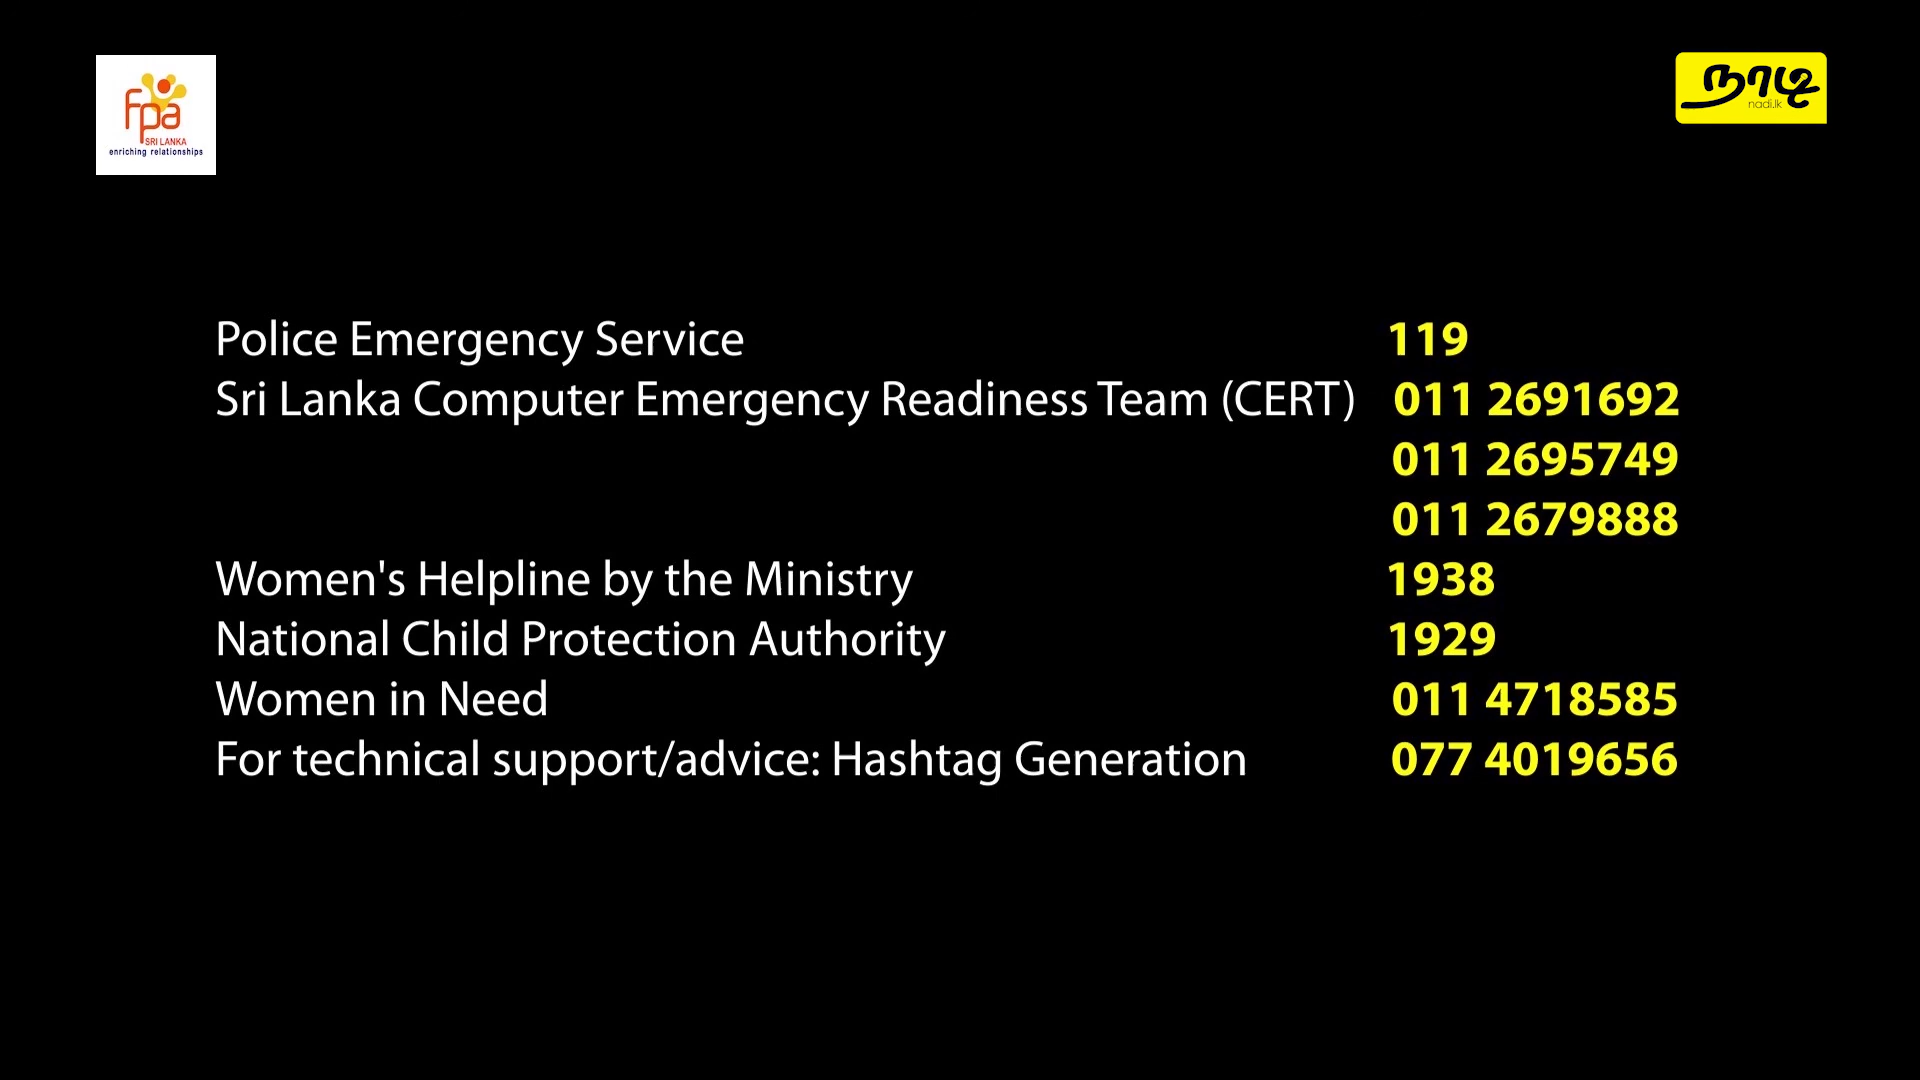 fpa
SRI LANKA
enriching relationships
நாடி
nadi.lk
Police Emergency Service 119
Sri Lanka Computer Emergency Readiness Team (CERT) 011 2691692
011 2695749
011 2679888
Women's Helpline by the Ministry 1938
National Child Protection Authority 1929
Women in Need 011 4718585
For technical support/advice: Hashtag Generation 077 4019656